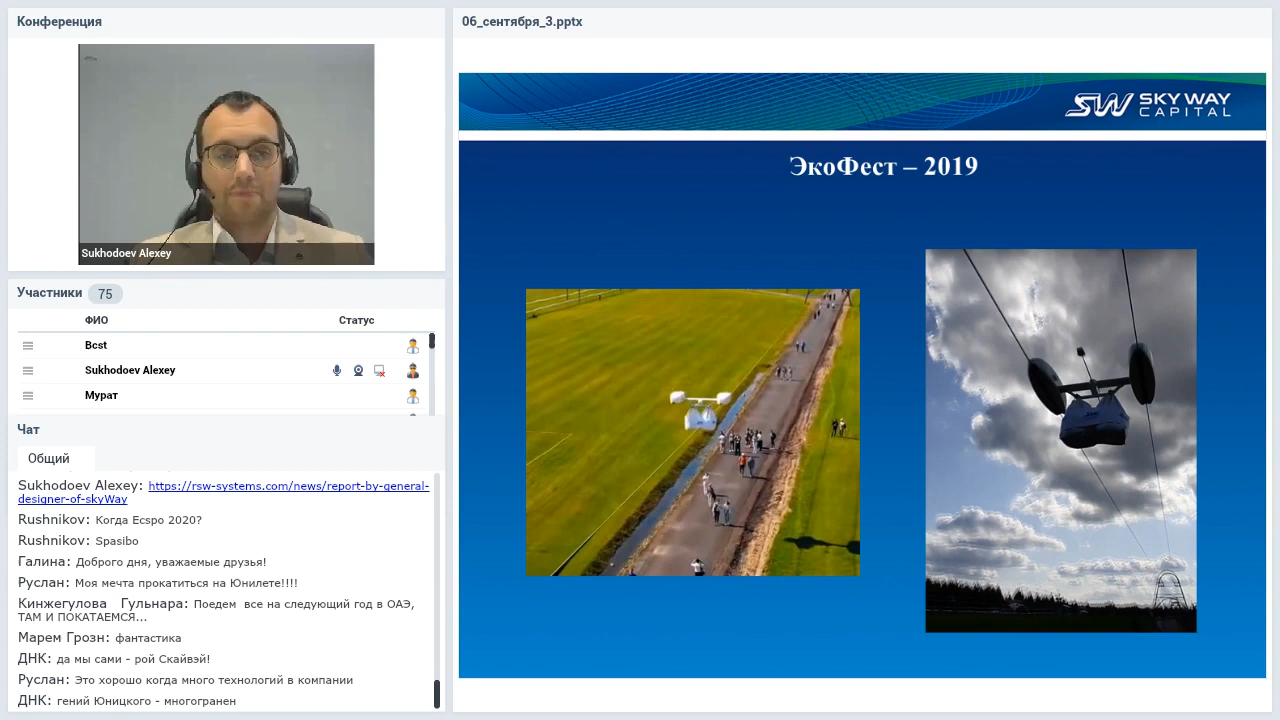 Конференция
Sukhodoev Alexey
Участники 75
ФИО Статус
Bcst
Sukhodoev Alexey
Мурат
Чат
Общий
Sukhodoev Alexey: https://rsw-systems.com/news/report-by-general-
designer-of-skyWay
Rushnikov: Когда Ecspo 2020?
Rushnikov: Spasibo
Галина: Доброго дня, уважаемые друзья!
Руслан: Моя мечта прокатиться на Юнилете!!!!
Кинжегулова Гульнара: Поедем все на следующий год в ОАЭ,
ТАМ И ПОКАТАЕМСЯ...
Марем Грозн: фантастика
ДНК: да мы сами - рой Скайвэй!
Руслан: Это хорошо когда много технологий в компании
ДНК: гений Юницкого - многогранен
06_сентября_3.pptx
SW SKY WAY
CAPITAL
ЭкоФест – 2019